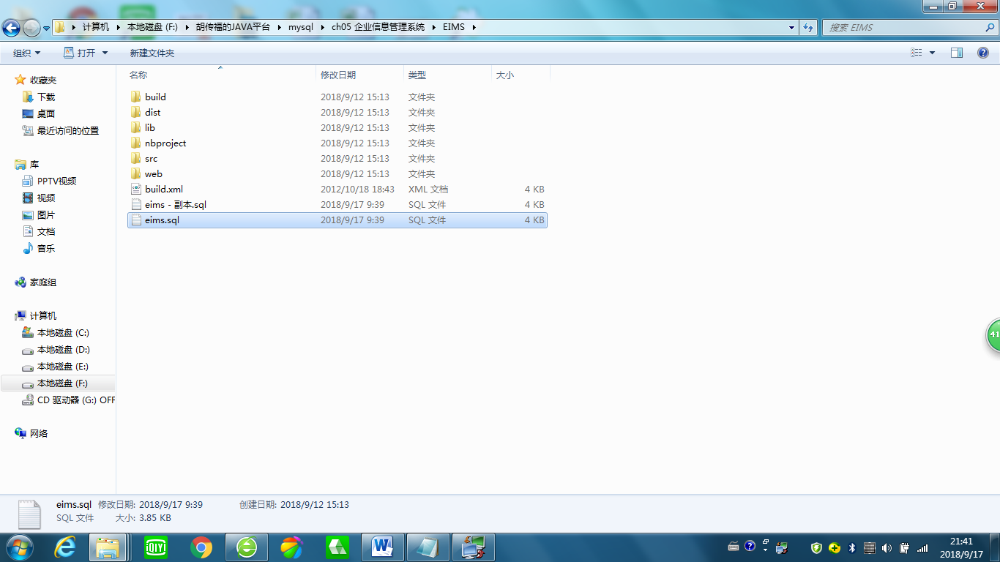 计算机 本地磁盘 (F:) 胡传福的JAVA平台 mysql ch05 企业信息管理系统 EIMS 搜索 EIMS
组织 打开 新建文件夹
名称 修改日期 类型 大小
收藏夹
下载
桌面
最近访问的位置
库
PPTV视频
视频
图片
文档
音乐
家庭组
计算机
本地磁盘 (C:)
本地磁盘 (D:)
本地磁盘 (E:)
本地磁盘 (F:)
CD 驱动器 (G:) OFF
网络
build 2018/9/12 15:13 文件夹
dist 2018/9/12 15:13 文件夹
lib 2018/9/12 15:13 文件夹
nbproject 2018/9/12 15:13 文件夹
src 2018/9/12 15:13 文件夹
web 2018/9/12 15:13 文件夹
build.xml 2012/10/18 18:43 XML 文档 4 KB
eims - 副本.sql 2018/9/17 9:39 SQL 文件 4 KB
eims.sql 2018/9/17 9:39 SQL 文件 4 KB
41
eims.sql 修改日期: 2018/9/17 9:39 创建日期: 2018/9/12 15:13
SQL 文件 大小: 3.85 KB
iQIY
W
21:41
2018/9/17